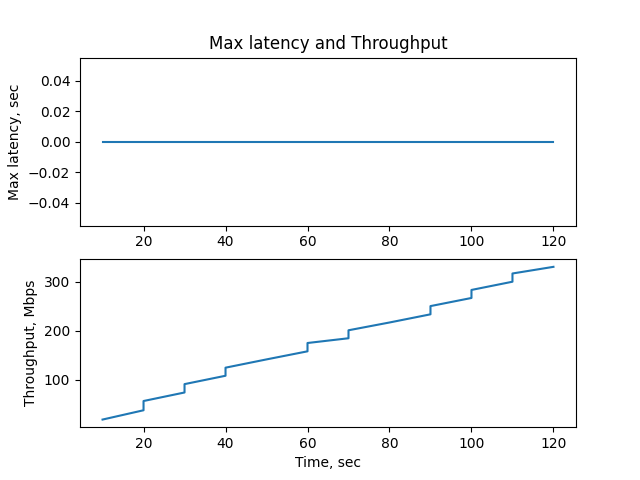 Max latency and Throughput
Max latency, sec
0.04
0.02
0.00
−0.02
−0.04
20 40 60 80 100 120
Throughput, Mbps
300
200
100
20 40 60 80 100 120
Time, sec